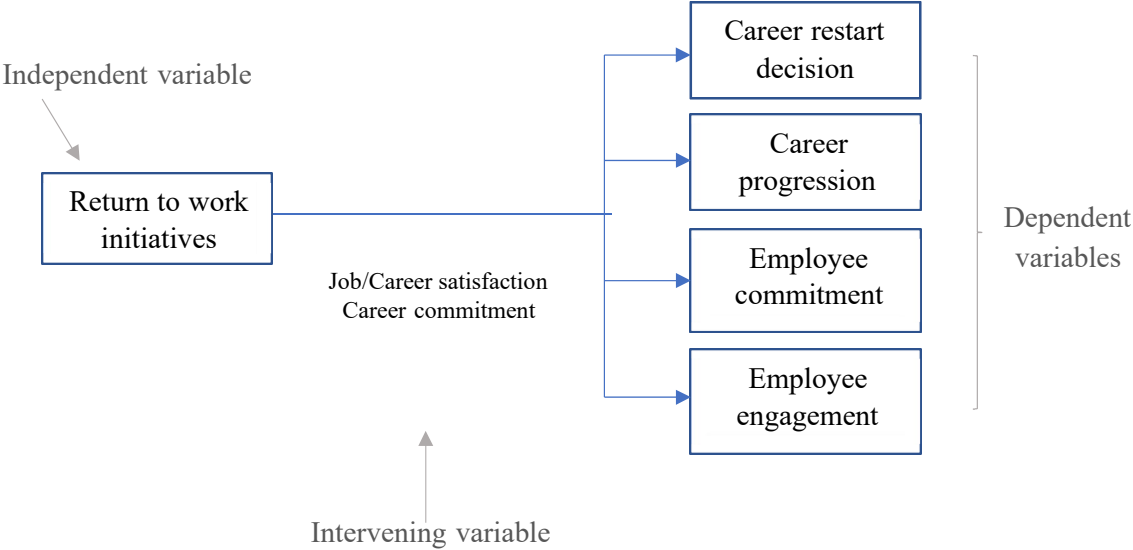 Independent variable
Return to work
initiatives
Job/Career satisfaction
Career commitment
Intervening variable
Career restart
decision
Career
progression
Employee
commitment
Employee
engagement
Dependent
variables